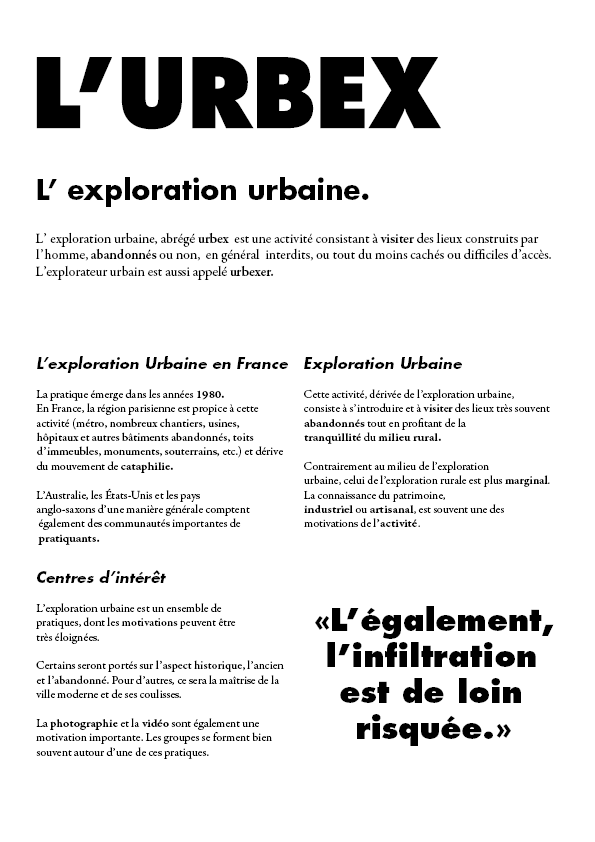 L’URBEX
L’ exploration urbaine.
L’ exploration urbaine, abrégé urbex est une activité consistant à visiter des lieux construits par
l’homme, abandonnés ou non, en général interdits, ou tout du moins cachés ou difficiles d’accès.
L’explorateur urbain est aussi appelé urbexer.
L’exploration Urbaine en France
La pratique émerge dans les années 1980.
En France, la région parisienne est propice à cette
activité (métro, nombreux chantiers, usines,
hôpitaux et autres bâtiments abandonnés, toits
d’immeubles, monuments, souterrains, etc.) et dérive
du mouvement de cataphilie.
L’Australie, les États-Unis et les pays
anglo-saxons d’une manière générale comptent
également des communautés importantes de
pratiquants.
Centres d’intérêt
L’exploration urbaine est un ensemble de
pratiques, dont les motivations peuvent être
très éloignées.
Certains seront portés sur l’aspect historique, l’ancien
et l’abandonné. Pour d’autres, ce sera la maîtrise de la
ville moderne et de ses coulisses.
La photographie et la vidéo sont également une
motivation importante. Les groupes se forment bien
souvent autour d’une de ces pratiques.
Exploration Urbaine
Cette activité, dérivée de l’exploration urbaine,
consiste à s’introduire et à visiter des lieux très souvent
abandonnés tout en profitant de la
tranquillité du milieu rural.
Contrairement au milieu de l’exploration
urbaine, celui de l’exploration rurale est plus marginal.
La connaissance du patrimoine,
industriel ou artisanal, est souvent une des
motivations de l’activité.
«L’également,
l’infiltration
est de loin
risquée.»